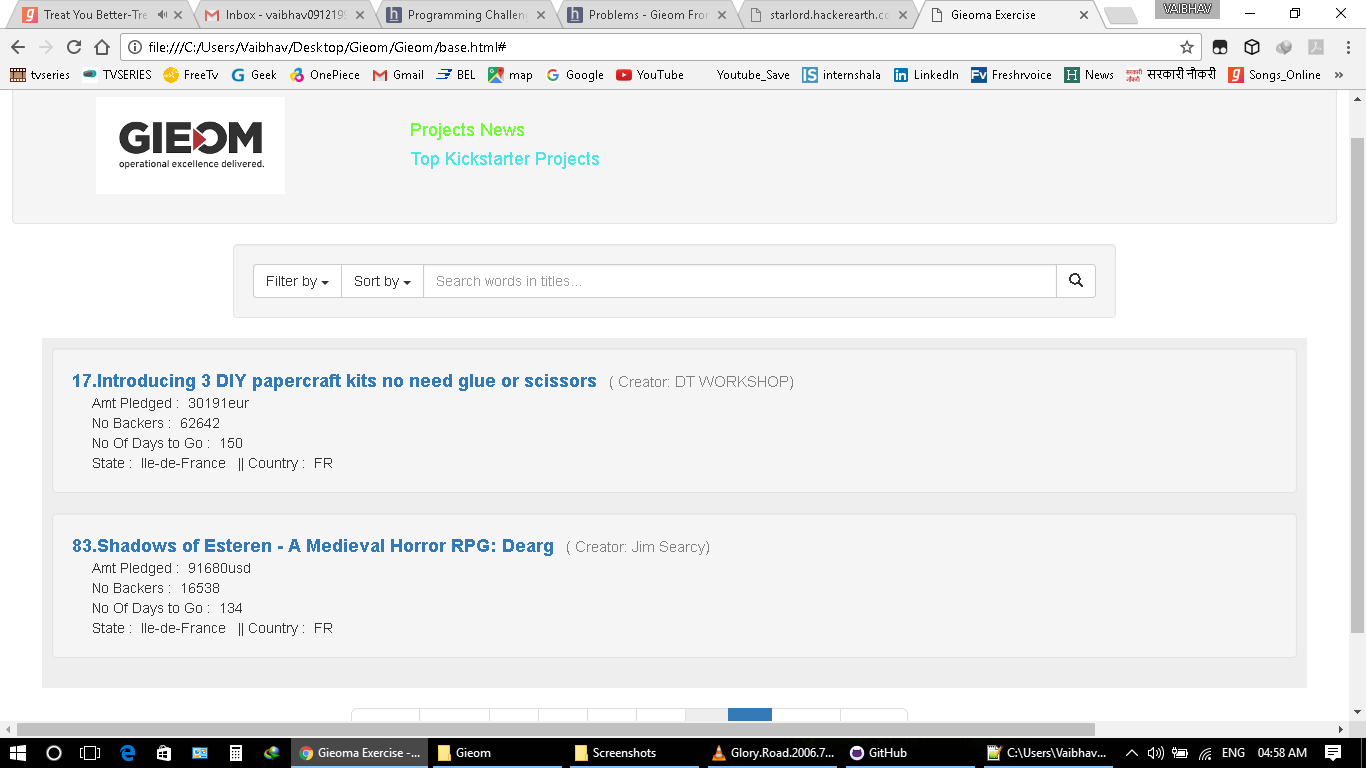 Treat You Better-Tre
Inbox - vaibhav0912199
Programming Challen
Problems - Gieom Fron
starlord.hackerearth.co
Gieoma Exercise
VAIBHAV
file:///C:/Users/Vaibhav/Desktop/Gieom/Gieom/base.html#
tvseries
TVSERIES
FreeTv
Geek
OnePiece
Gmail
BEL
map
Google
YouTube
Youtube_Save
internshala
LinkedIn
Freshrvoice
News
सरकारी नौकरी
Songs_Online
»
GIEOM
operational excellence delivered.
Projects News
Top Kickstarter Projects
Filter by
Sort by
Search words in titles...
17.Introducing 3 DIY papercraft kits no need glue or scissors ( Creator: DT WORKSHOP)
Amt Pledged : 30191eur
No Backers : 62642
No Of Days to Go : 150
State : Ile-de-France || Country : FR
83.Shadows of Esteren - A Medieval Horror RPG: Dearg ( Creator: Jim Searcy)
Amt Pledged : 91680usd
No Backers : 16538
No Of Days to Go : 134
State : Ile-de-France || Country : FR
Gieoma Exercise -...
Gieom
Screenshots
Glory.Road.2006.7...
GitHub
C:\Users\Vaibhav...
ENG
04:58 AM